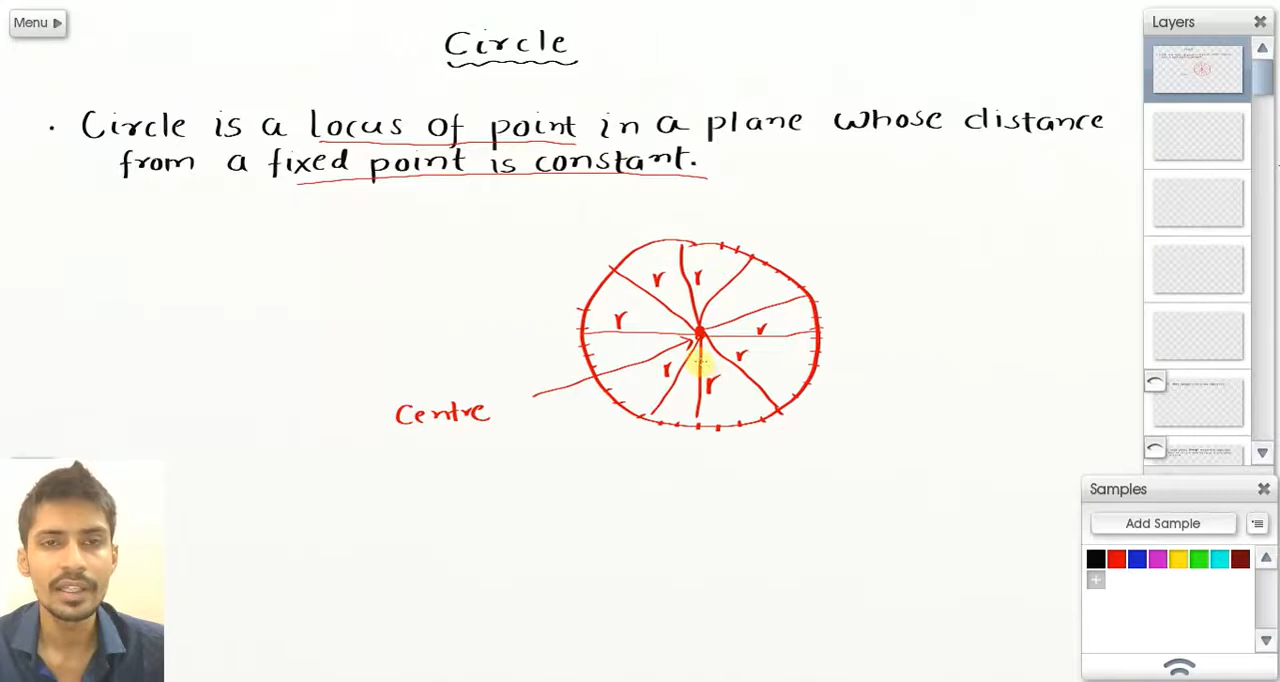 Menu
Circle
Layers
. Circle is a locus of point in a plane whose distance
from a fixed point is constant.
r r
r r
r r
r
Centre
Samples
Add Sample